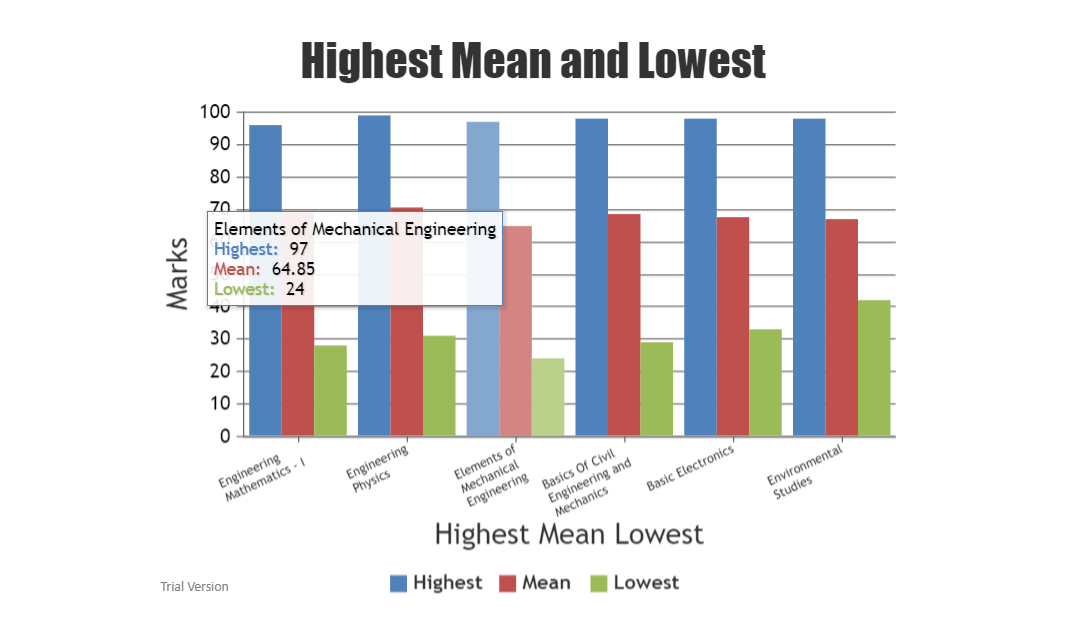 Highest Mean and Lowest
100
90
80
70
40
30
20
10
0
Marks
Elements of Mechanical Engineering
Highest: 97
Mean: 64.85
Lowest: 24
Engineering
Mathematics - I
Engineering
Physics
Elements of
Mechanical
Engineering
Basics Of Civil
Engineering and
Mechanics
Basic Electronics
Environmental
Studies
Highest Mean Lowest
Highest
Mean
Lowest
Trial Version